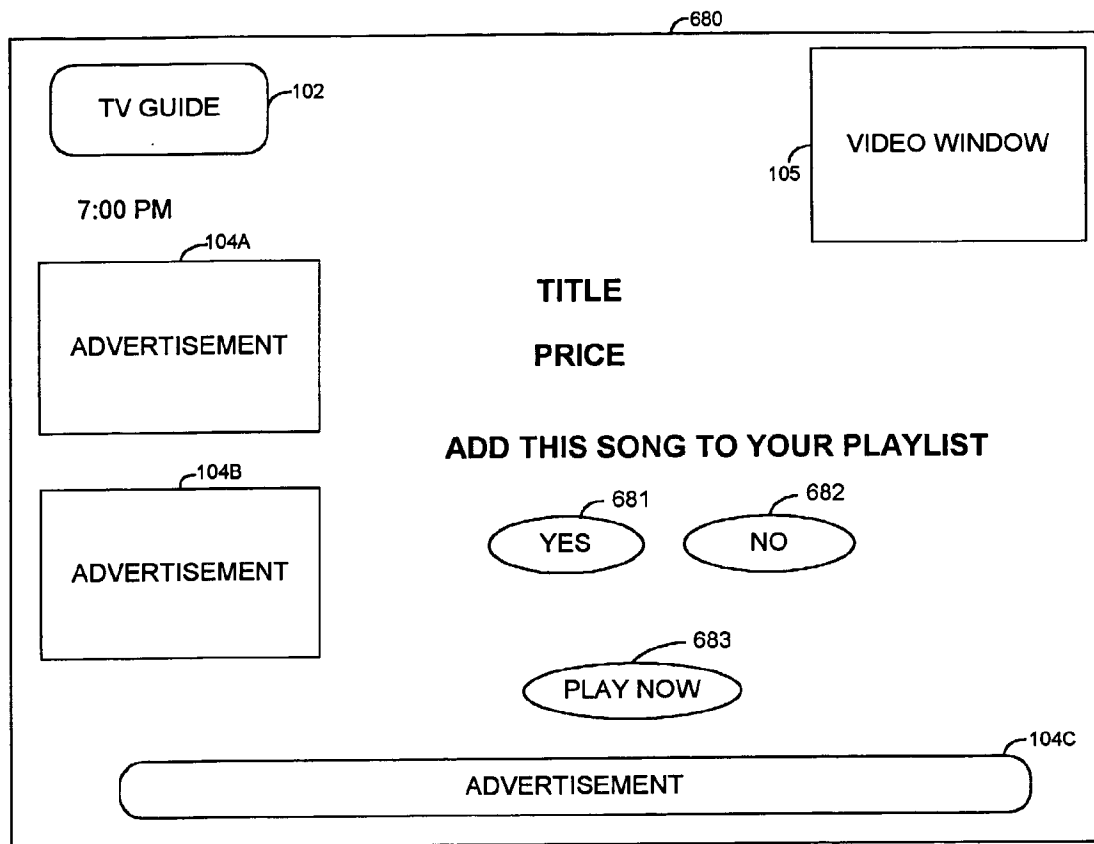 680
TV GUIDE
102
VIDEO WINDOW
105
7:00 PM
104A
ADVERTISEMENT
TITLE
PRICE
ADD THIS SONG TO YOUR PLAYLIST
104B
ADVERTISEMENT
681
YES
682
NO
683
PLAY NOW
104C
ADVERTISEMENT